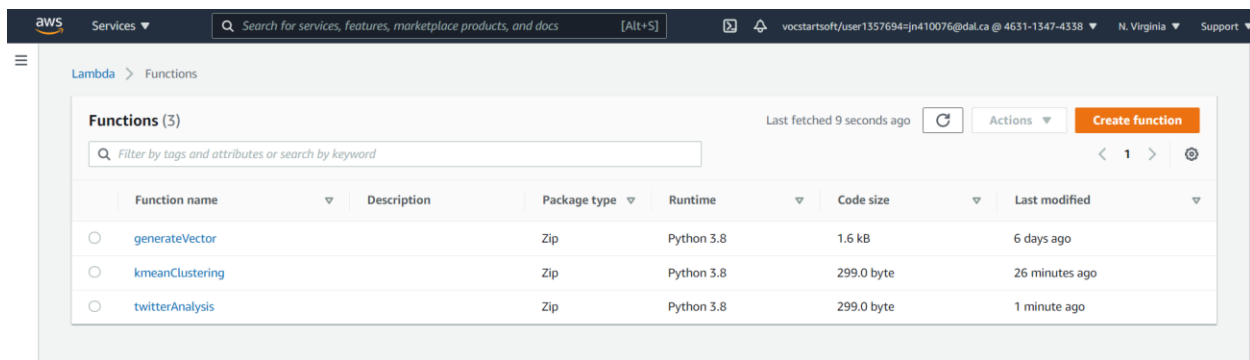 aws Services ▼ Search for services, features, marketplace products, and docs [Alt+S] vocstartsoft/user1357694=jn410076@dal.ca @ 4631-1347-4338 ▼ N. Virginia ▼ Support ▼
Lambda > Functions
Functions (3) Last fetched 9 seconds ago Actions ▼ Create function
Filter by tags and attributes or search by keyword < 1 >
Function name Description Package type Runtime Code size Last modified
generateVector Zip Python 3.8 1.6 kB 6 days ago
kmeanClustering Zip Python 3.8 299.0 byte 26 minutes ago
twitterAnalysis Zip Python 3.8 299.0 byte 1 minute ago